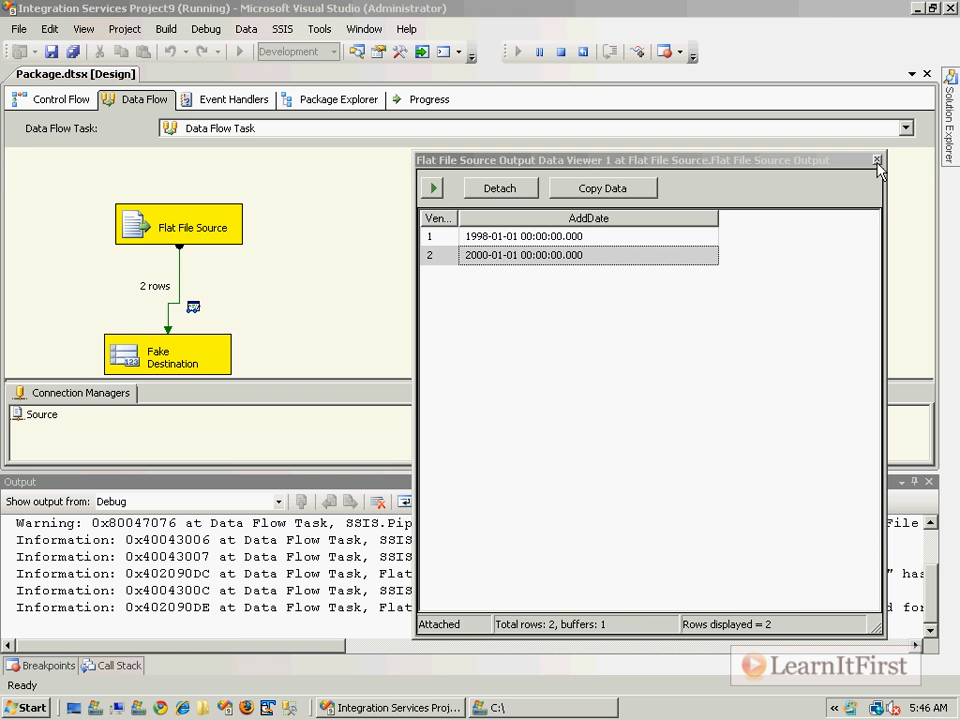 Integration Services Project9 (Running) - Microsoft Visual Studio (Administrator)
File Edit View Project Build Debug Data SSIS Tools Window Help
Development
Package.dtsx [Design]
Control Flow Data Flow Event Handlers Package Explorer Progress
Data Flow Task: Data Flow Task
Solution Explorer
Flat File Source Output Data Viewer 1 at Flat File Source.Flat File Source Output
Detach Copy Data
Ven... AddDate
1 1998-01-01 00:00:00.000
2 2000-01-01 00:00:00.000
Flat File Source
2 rows
Fake
Destination
123
Connection Managers
Source
Output
Show output from: Debug
Warning: 0x80047076 at Data Flow Task, SSIS.Pip File
Information: 0x40043006 at Data Flow Task, SSIS
Information: 0x40043007 at Data Flow Task, SSIS
Information: 0x402090DC at Data Flow Task, Flat " has
Information: 0x4004300C at Data Flow Task, SSIS
Information: 0x402090DE at Data Flow Task, Flat d for
Attached Total rows: 2, buffers: 1 Rows displayed = 2
Breakpoints Call Stack
LearnItFirst
Ready
Start Integration Services Proj... C:\ « 5:46 AM